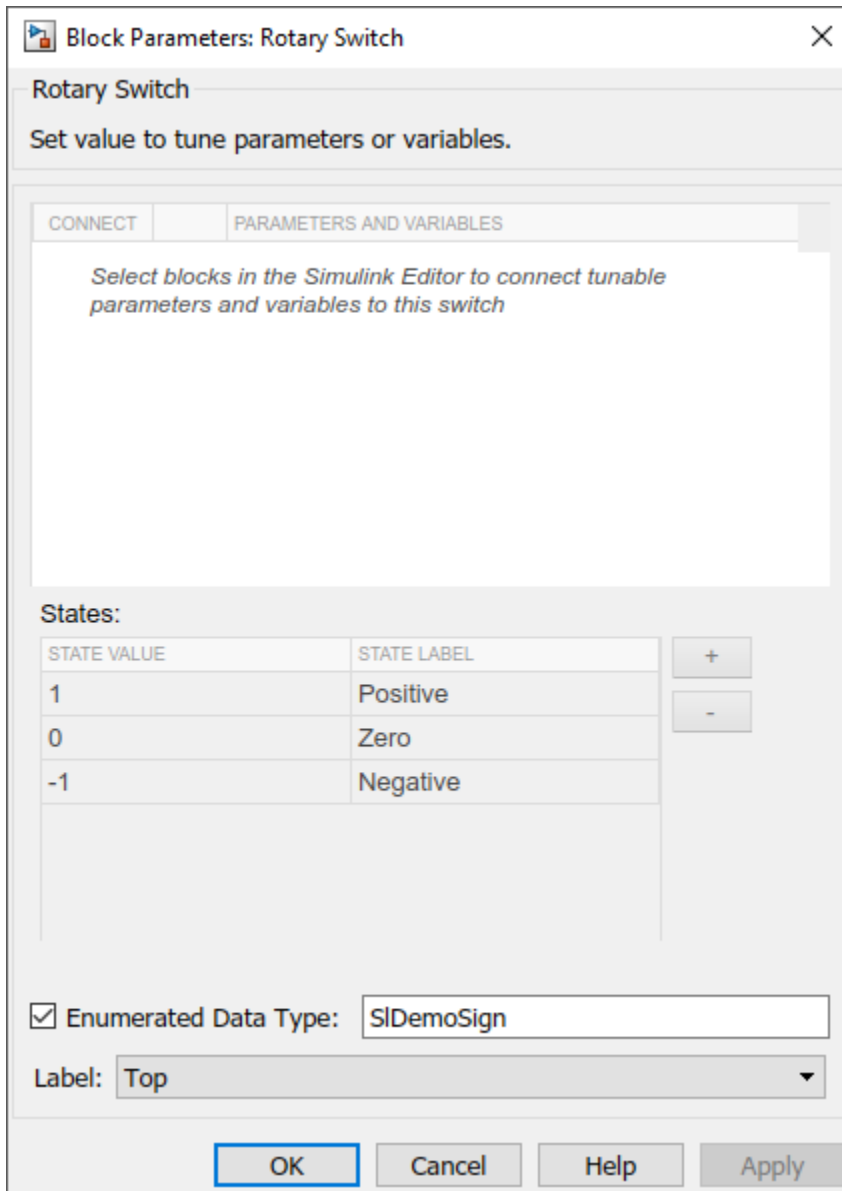 Block Parameters: Rotary Switch
Rotary Switch
Set value to tune parameters or variables.
CONNECT PARAMETERS AND VARIABLES
Select blocks in the Simulink Editor to connect tunable
parameters and variables to this switch
States:
STATE VALUE STATE LABEL +
1 Positive
-
0 Zero
-1 Negative
Enumerated Data Type: SlDemoSign
Label: Top
OK Cancel Help Apply